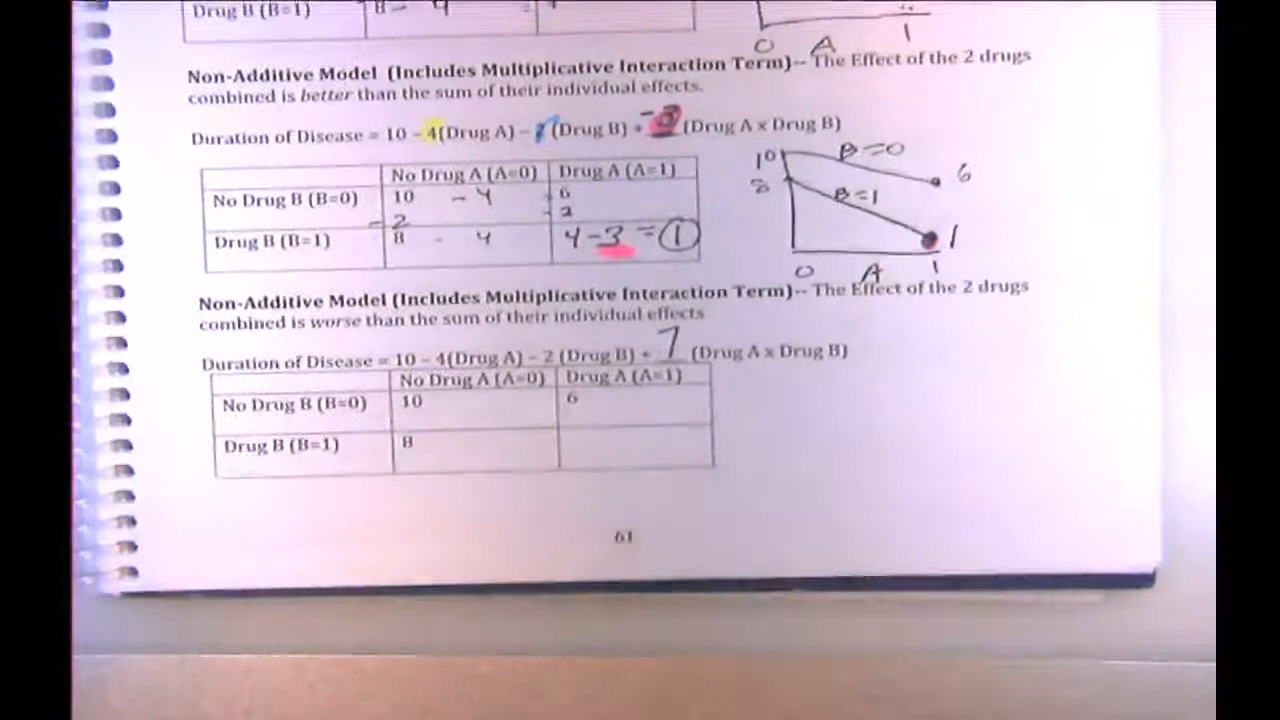 Drug B (B=1) 8 - 4 =
0 A 1
Non-Additive Model (Includes Multiplicative Interaction Term)-- The Effect of the 2 drugs
combined is better than the sum of their individual effects.
Duration of Disease = 10 - 4(Drug A) - 2 (Drug B) + -3 (Drug A x Drug B)
No Drug A (A=0) Drug A (A=1)
No Drug B (B=0) 10 - 4 6
- 2 - 2
Drug B (B=1) 8 - 4 4 - 3 = 1
10 B=0 6
8 B=1 1
0 A 1
Non-Additive Model (Includes Multiplicative Interaction Term)-- The Effect of the 2 drugs
combined is worse than the sum of their individual effects
Duration of Disease = 10 - 4(Drug A) - 2 (Drug B) + 7 (Drug A x Drug B)
No Drug A (A=0) Drug A (A=1)
No Drug B (B=0) 10 6
Drug B (B=1) 8
61